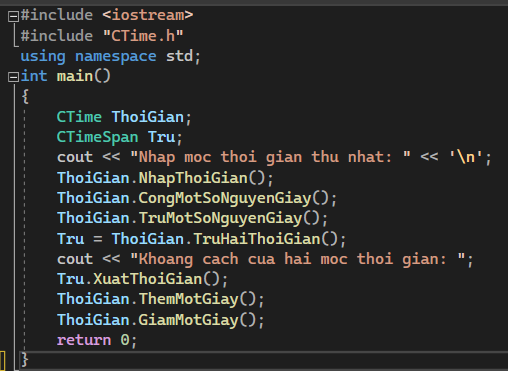 #include <iostream>
#include "CTime.h"
using namespace std;
int main()
{
    CTime ThoiGian;
    CTimeSpan Tru;
    cout << "Nhap moc thoi gian thu nhat: " << '\n';
    ThoiGian.NhapThoiGian();
    ThoiGian.CongMotSoNguyenGiay();
    ThoiGian.TruMotSoNguyenGiay();
    Tru = ThoiGian.TruHaiThoiGian();
    cout << "Khoang cach cua hai moc thoi gian: ";
    Tru.XuatThoiGian();
    ThoiGian.ThemMotGiay();
    ThoiGian.GiamMotGiay();
    return 0;
}